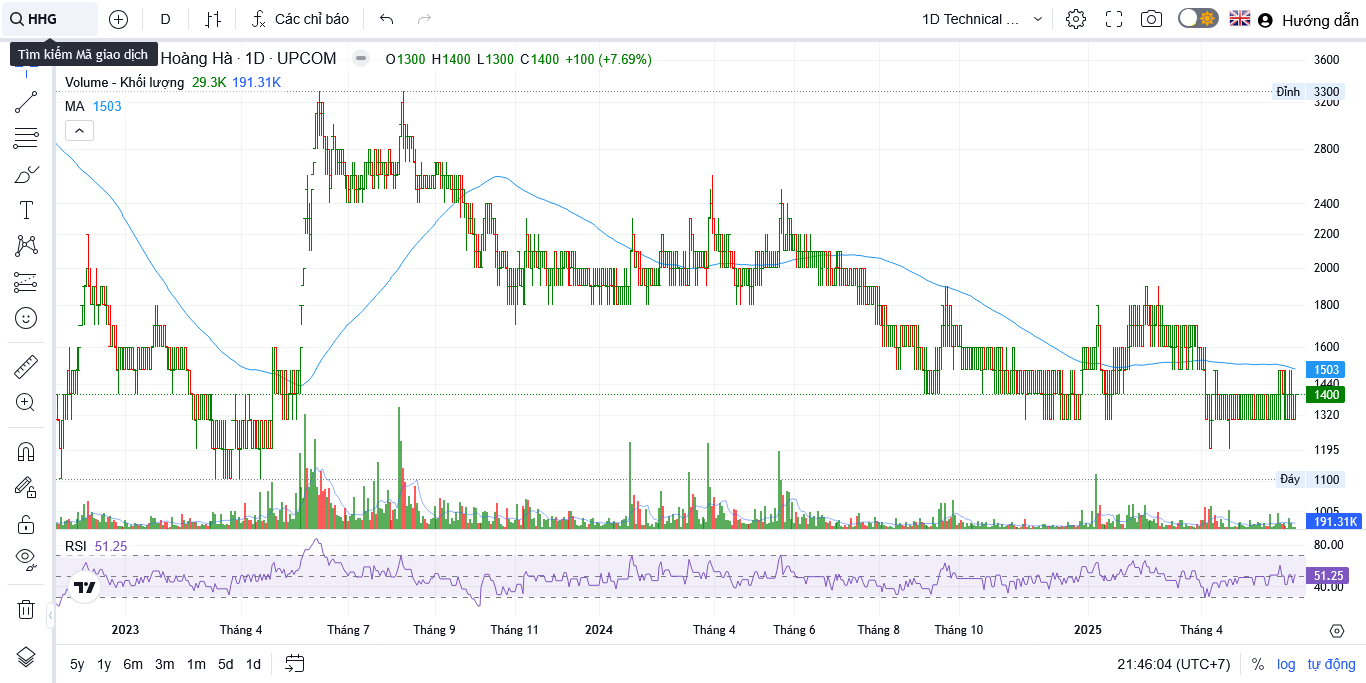 HHG
D
Các chỉ báo
1D Technical ...
Hướng dẫn
Tìm kiếm Mã giao dịch
Hoàng Hà · 1D · UPCOM
O1300 H1400 L1300 C1400 +100 (+7.69%)
Volume - Khối lượng 29.3K 191.31K
MA 1503
3600
Đỉnh 3300
3200
2800
2400
2200
2000
1800
1600
1503
1440
1400
1320
1195
Đáy 1100
1005
191.31K
RSI 51.25
80.00
51.25
40.00
2023 Tháng 4 Tháng 7 Tháng 9 Tháng 11 2024 Tháng 4 Tháng 6 Tháng 8 Tháng 10 2025 Tháng 4
5y 1y 6m 3m 1m 5d 1d
21:46:04 (UTC+7) % log tự động